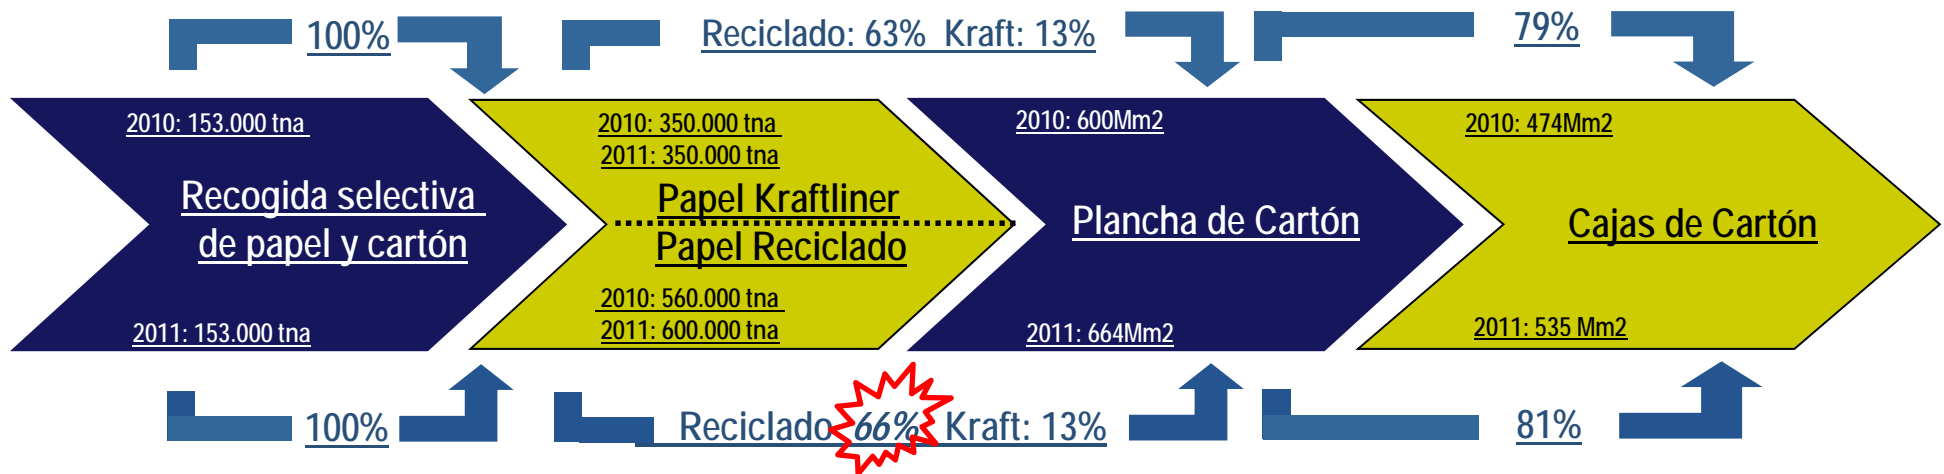 100%
Reciclado: 63% Kraft: 13%
79%
2010: 153.000 tna
Recogida selectiva
de papel y cartón
2011: 153.000 tna
2010: 350.000 tna
2011: 350.000 tna
Papel Kraftliner
Papel Reciclado
2010: 560.000 tna
2011: 600.000 tna
2010: 600Mm2
Plancha de Cartón
2011: 664Mm2
2010: 474Mm2
Cajas de Cartón
2011: 535 Mm2
100%
Reciclado 66% Kraft: 13%
81%